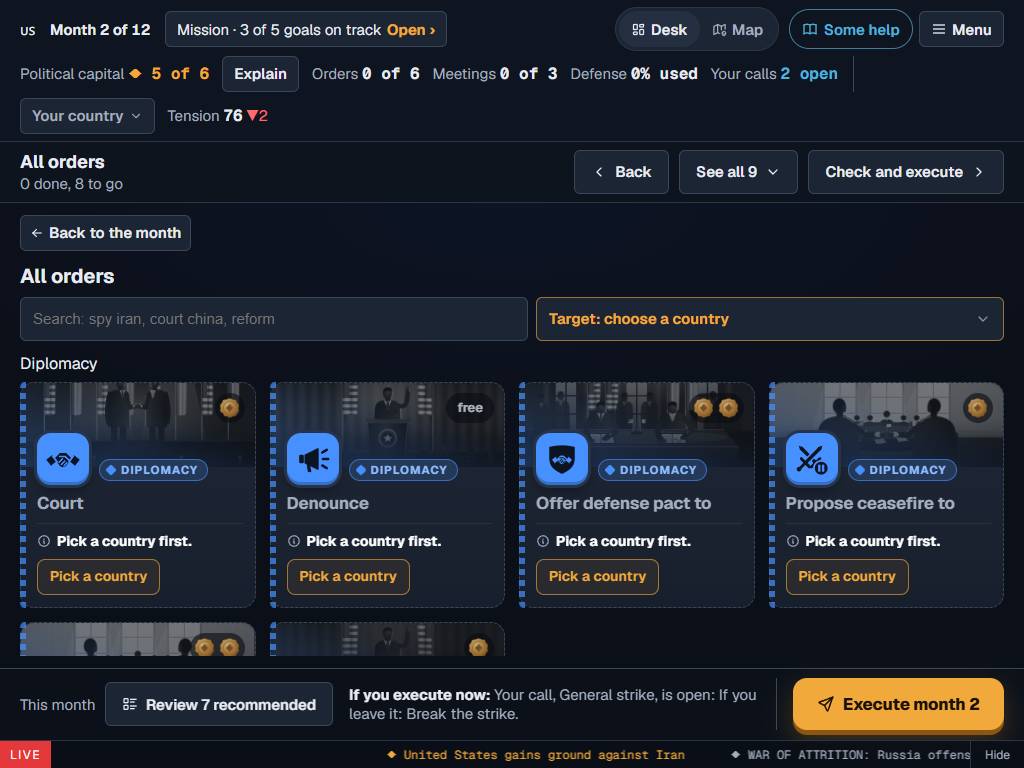 US Month 2 of 12 Mission · 3 of 5 goals on track Open › Desk Map Some help Menu
Political capital 5 of 6 Explain Orders 0 of 6 Meetings 0 of 3 Defense 0% used Your calls 2 open
Your country Tension 76 ▼2
All orders
0 done, 8 to go
Back See all 9 Check and execute
← Back to the month
All orders
Search: spy iran, court china, reform
Target: choose a country
Diplomacy
free
DIPLOMACY DIPLOMACY DIPLOMACY DIPLOMACY
Court Denounce Offer defense pact to Propose ceasefire to
Pick a country first. Pick a country first. Pick a country first. Pick a country first.
Pick a country Pick a country Pick a country Pick a country
This month Review 7 recommended
If you execute now: Your call, General strike, is open: If you
leave it: Break the strike.
Execute month 2
LIVE ◆ United States gains ground against Iran ◆ WAR OF ATTRITION: Russia offens Hide